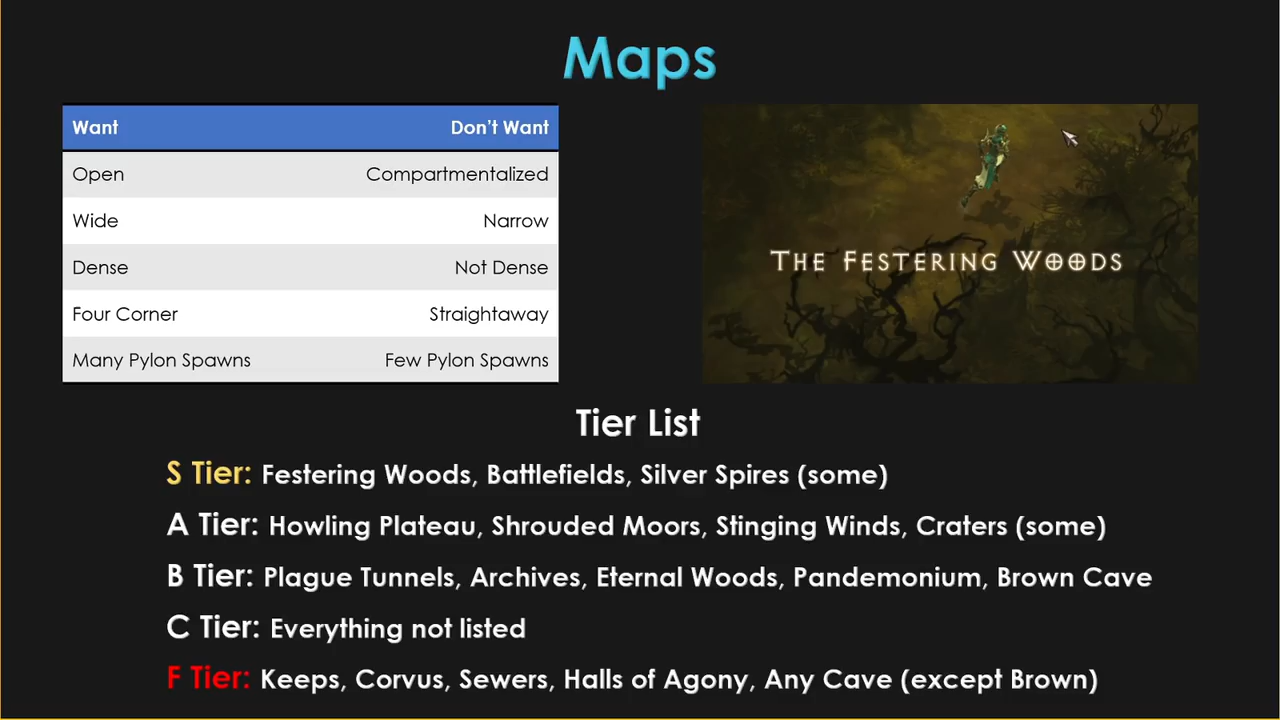 Maps
Want Don't Want
Open Compartmentalized
Wide Narrow
Dense Not Dense
Four Corner Straightaway
Many Pylon Spawns Few Pylon Spawns
The Festering Woods
Tier List
S Tier: Festering Woods, Battlefields, Silver Spires (some)
A Tier: Howling Plateau, Shrouded Moors, Stinging Winds, Craters (some)
B Tier: Plague Tunnels, Archives, Eternal Woods, Pandemonium, Brown Cave
C Tier: Everything not listed
F Tier: Keeps, Corvus, Sewers, Halls of Agony, Any Cave (except Brown)